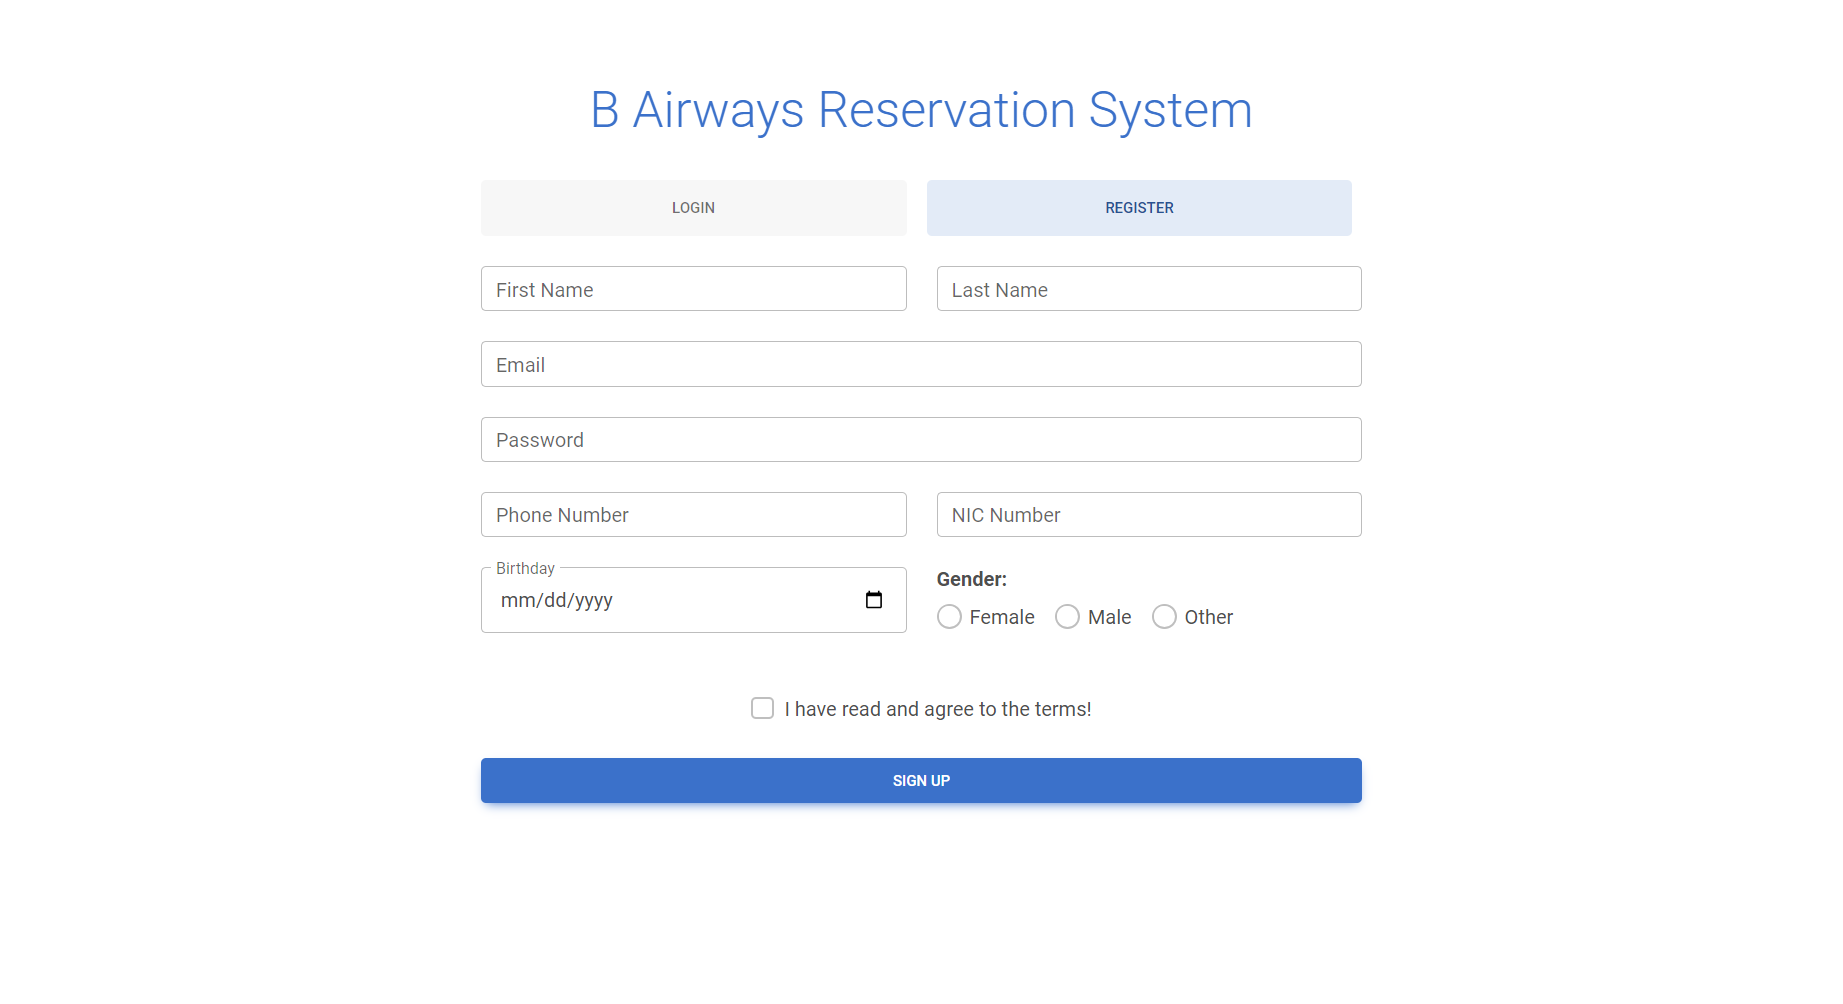 B Airways Reservation System
LOGIN REGISTER
First Name Last Name
Email
Password
Phone Number NIC Number
Birthday
mm/dd/yyyy
Gender:
Female Male Other
I have read and agree to the terms!
SIGN UP